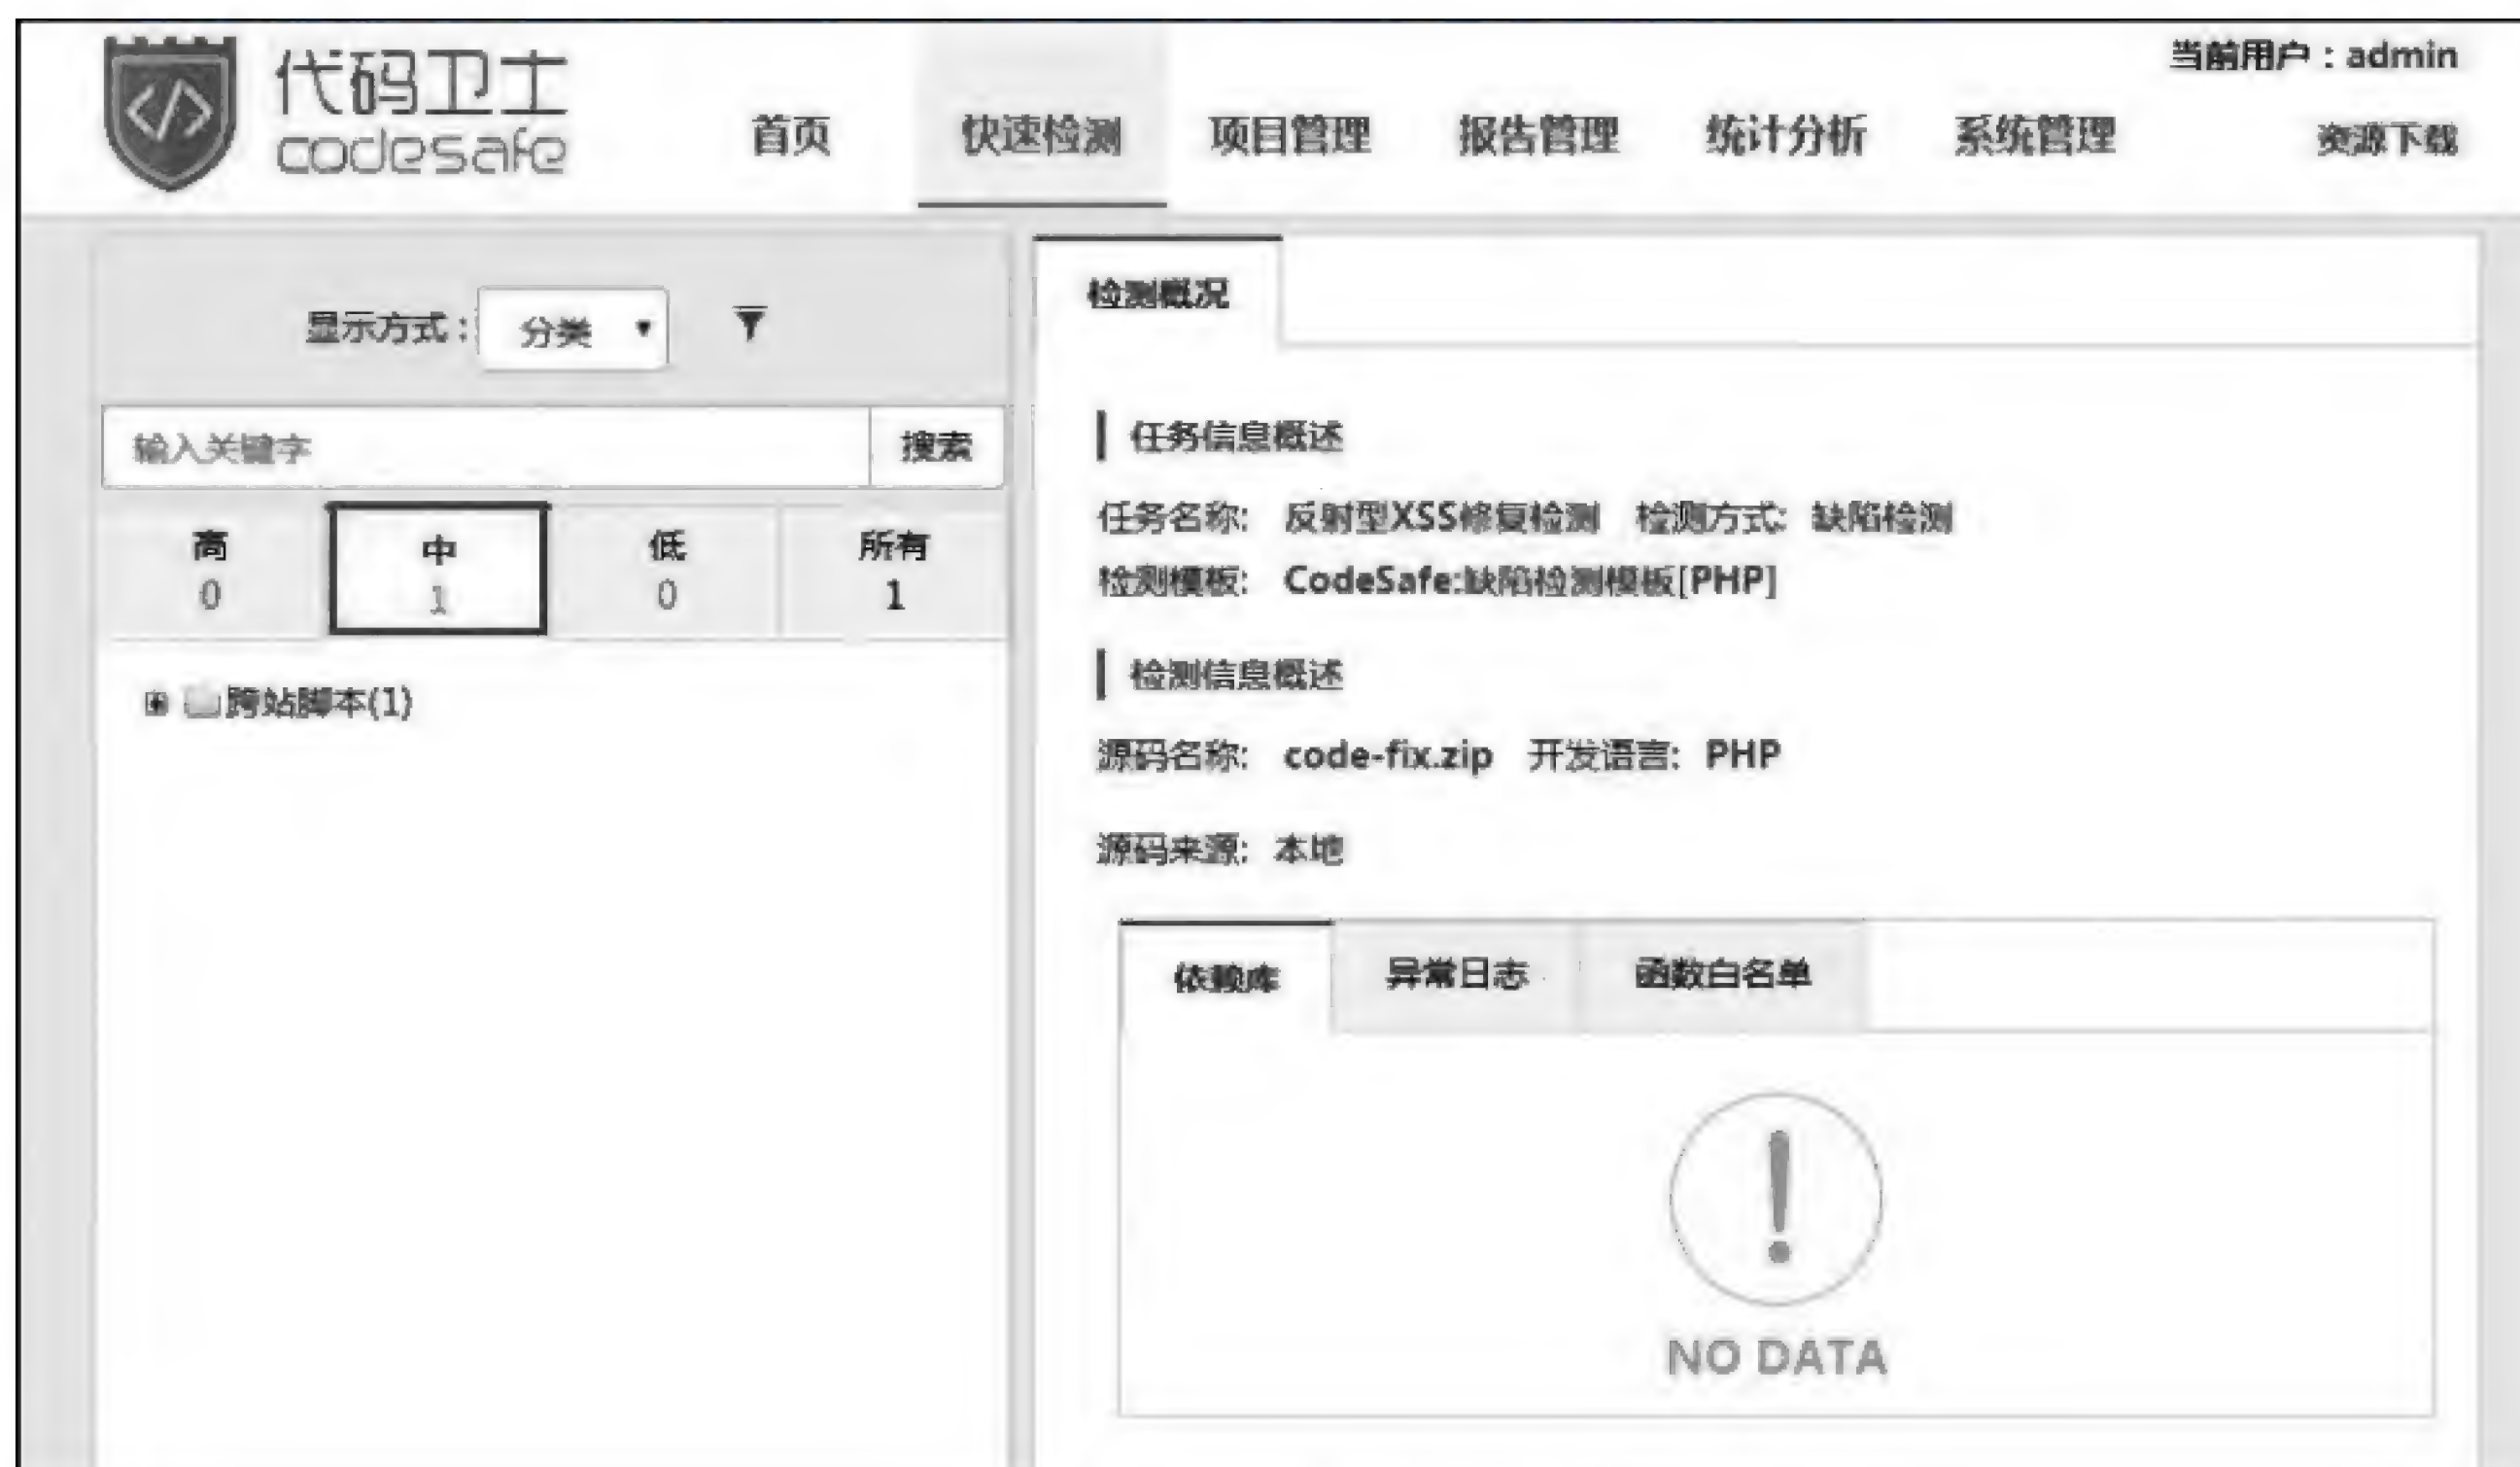 代码卫士
codesafe
当前用户：admin
首页 快速检测 项目管理 报告管理 统计分析 系统管理 资源下载
显示方式： 分类
输入关键字 搜索
高 中 低 所有
0 1 0 1
跨站脚本(1)
检测概况
任务信息概述
任务名称: 反射型XSS修复检测 检测方式: 缺陷检测
检测模板: CodeSafe:缺陷检测模板[PHP]
检测信息概述
源码名称: code-fix.zip 开发语言: PHP
源码来源: 本地
依赖库 异常日志 函数白名单
NO DATA